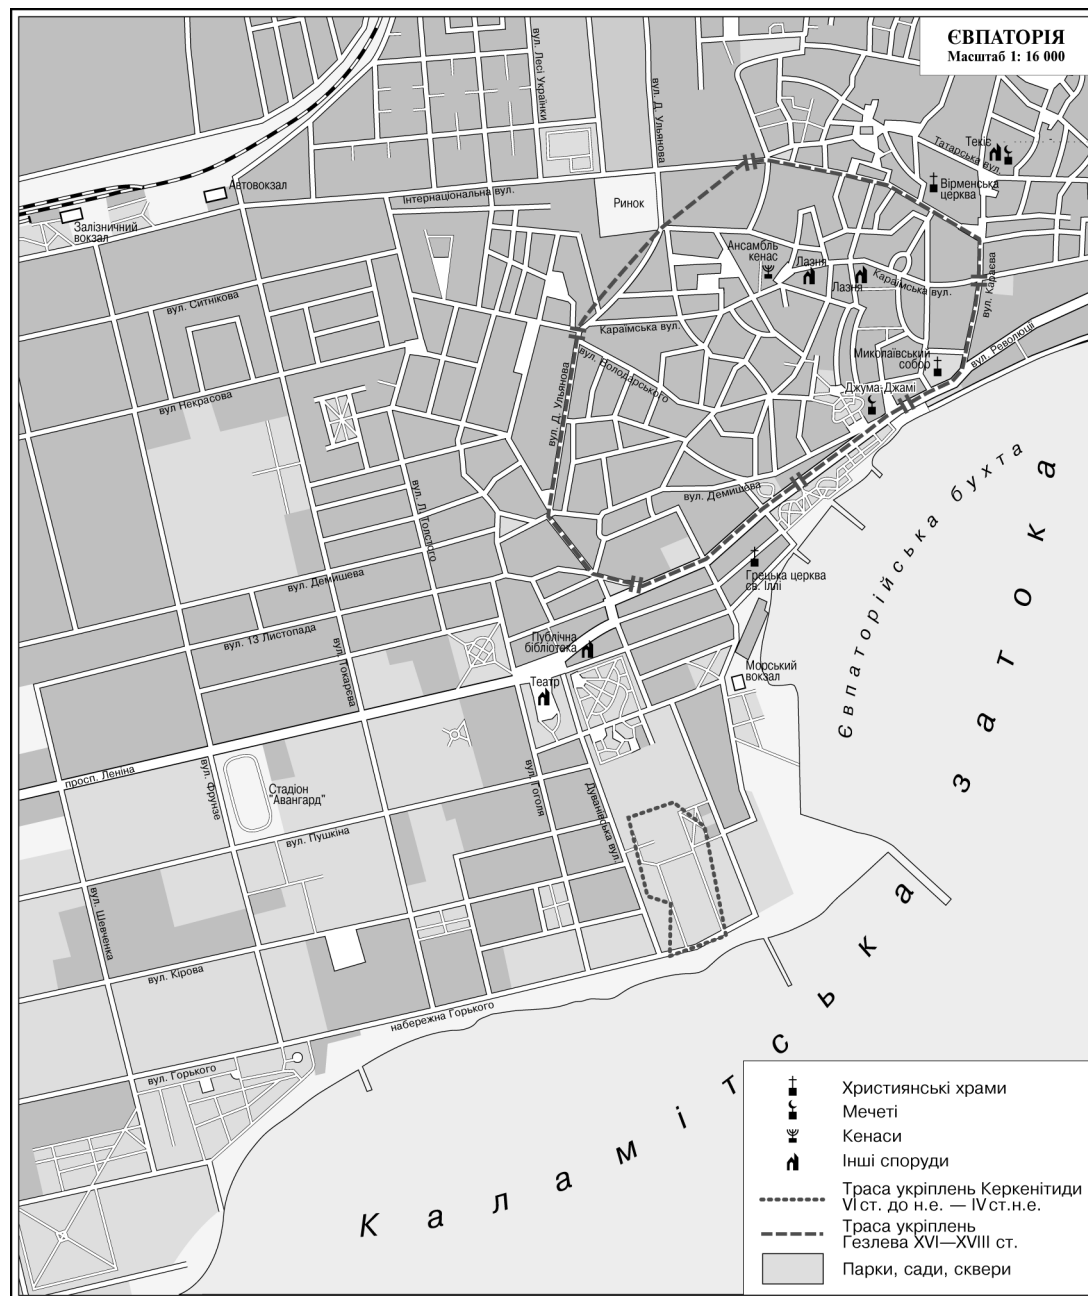 ЄВПАТОРІЯ
Масштаб 1: 16 000
вул. Лесі Українки
вул. Д. Ульянова
Татарська вул.
Текіє
Вірменська
церква
Автовокзал
Залізничний
вокзал
Інтернаціональна вул.
Ринок
Ансамбль
кенас
Лазня
Лазня
Караїмська вул.
вул. Караєва
вул. Ситнікова
Караїмська вул.
вул. Володарського
вул. Д. Ульянова
Миколаївський
собор
вул. Революції
Джума-Джамі
вул Некрасова
вул. Л. Толстого
вул. Демишева
вул. Демишева
Грецька церква
св. Іллі
вул. 13 Листопада
вул. Токарєва
Публічна
бібліотека
Театр
Морський
вокзал
Євпаторійська бухта
просп. Леніна
вул. Фрунзе
Стадіон
"Авангард"
вул. Пушкіна
вул. Гоголя
Дуванівська вул.
вул. Шевченка
вул. Кірова
набережна Горького
вул. Горького
Каламітська затока
Християнські храми
Мечеті
Кенаси
Інші споруди
Траса укріплень Керкенітиди
VI ст. до н.е. — IV ст.н.е.
Траса укріплень
Гезлева XVI—XVIII ст.
Парки, сади, сквери